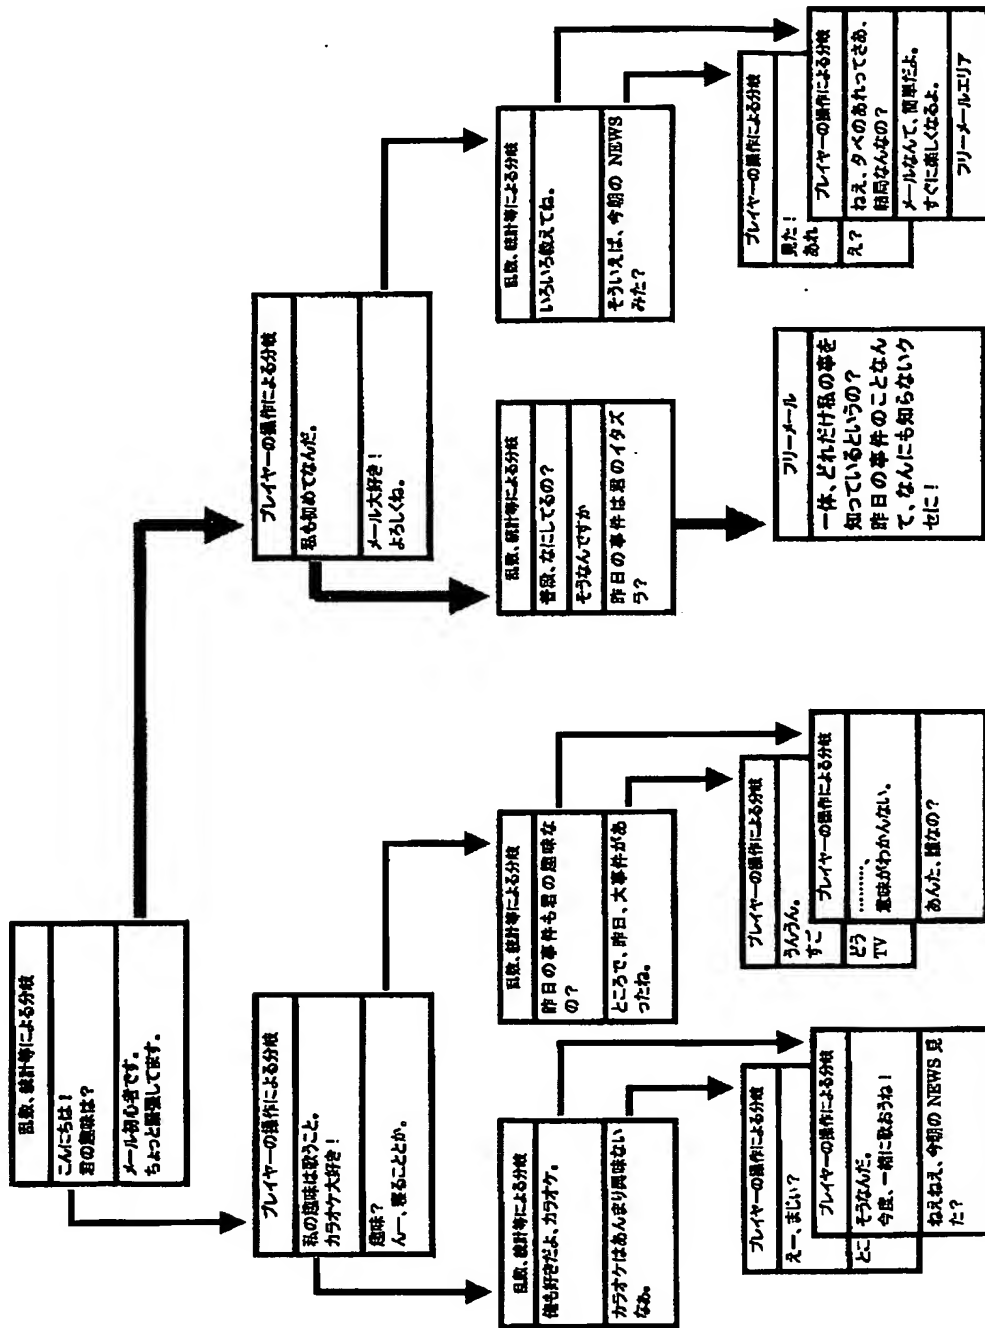 乱数、統計等による分岐
こんにちは！
君の趣味は？
メール初心者です。
ちょっと緊張してます。
プレイヤーの操作による分岐
私の趣味は歌うこと。
カラオケ大好き！
趣味？
んー、寝ることとか。
プレイヤーの操作による分岐
私も初めてなんだ。
メール大好き！
よろしくね。
乱数、統計等による分岐
俺も好きだよ、カラオケ。
カラオケはあんまり興味ない
なあ。
乱数、統計等による分岐
昨日の事件も君の趣味な
の？
ところで、昨日、大事件があ
ったね。
乱数、統計等による分岐
普段、なにしてるの？
そうなんですか
昨日の事件は君のイタズ
ラ？
乱数、統計等による分岐
いろいろ教えてね。
そういえば、今朝の NEWS
みた？
プレイヤーの操作による分岐
えー、まじい？
とこ
プレイヤーの操作による分岐
そうなんだ。
今度、一緒に歌おうね！
ねえねえ、今朝の NEWS 見
た？
プレイヤーの操作による分岐
うんうん。
すご
どう
TV
プレイヤーの操作による分岐
………、
意味がわかんない。
あんた、誰なの？
フリーメール
一体、どれだけ私の事を
知っているというの？
昨日の事件のことなん
て、なんにも知らないク
セに！
プレイヤーの操作による分岐
見た！
あれ
え？
プレイヤーの操作による分岐
ねえ、夕べのあれってさあ、
結局なんなの？
メールなんて、簡単だよ。
すぐに楽しくなるよ。
フリーメールエリア